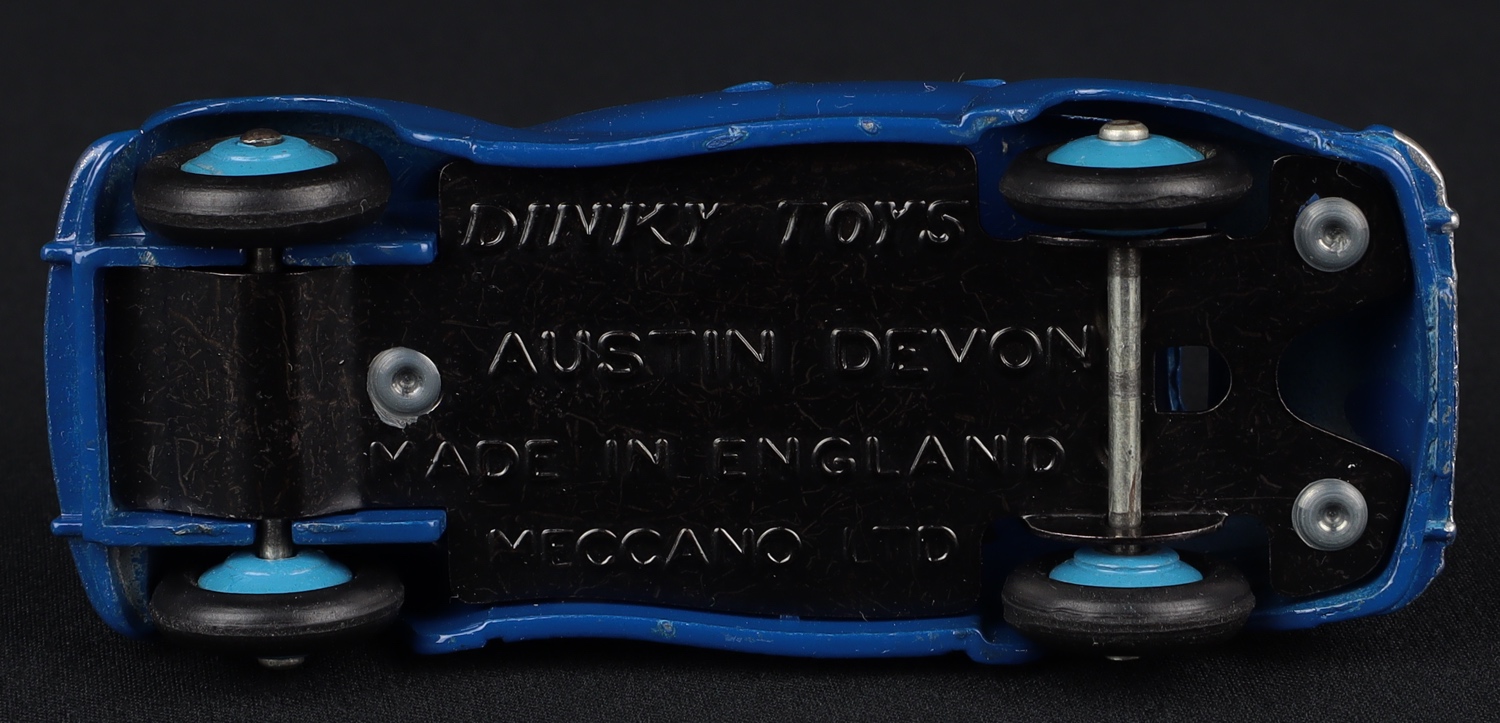 DINKY TOYS
AUSTIN DEVON
MADE IN ENGLAND
MECCANO LTD